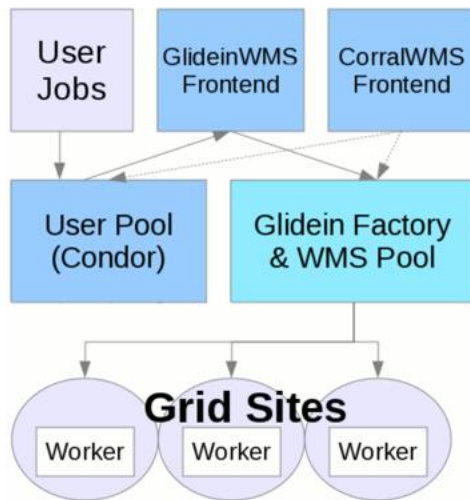 User
Jobs
GlideinWMS
Frontend
CorralWMS
Frontend
User Pool
(Condor)
Glidein Factory
& WMS Pool
Grid Sites
Worker
Worker
Worker